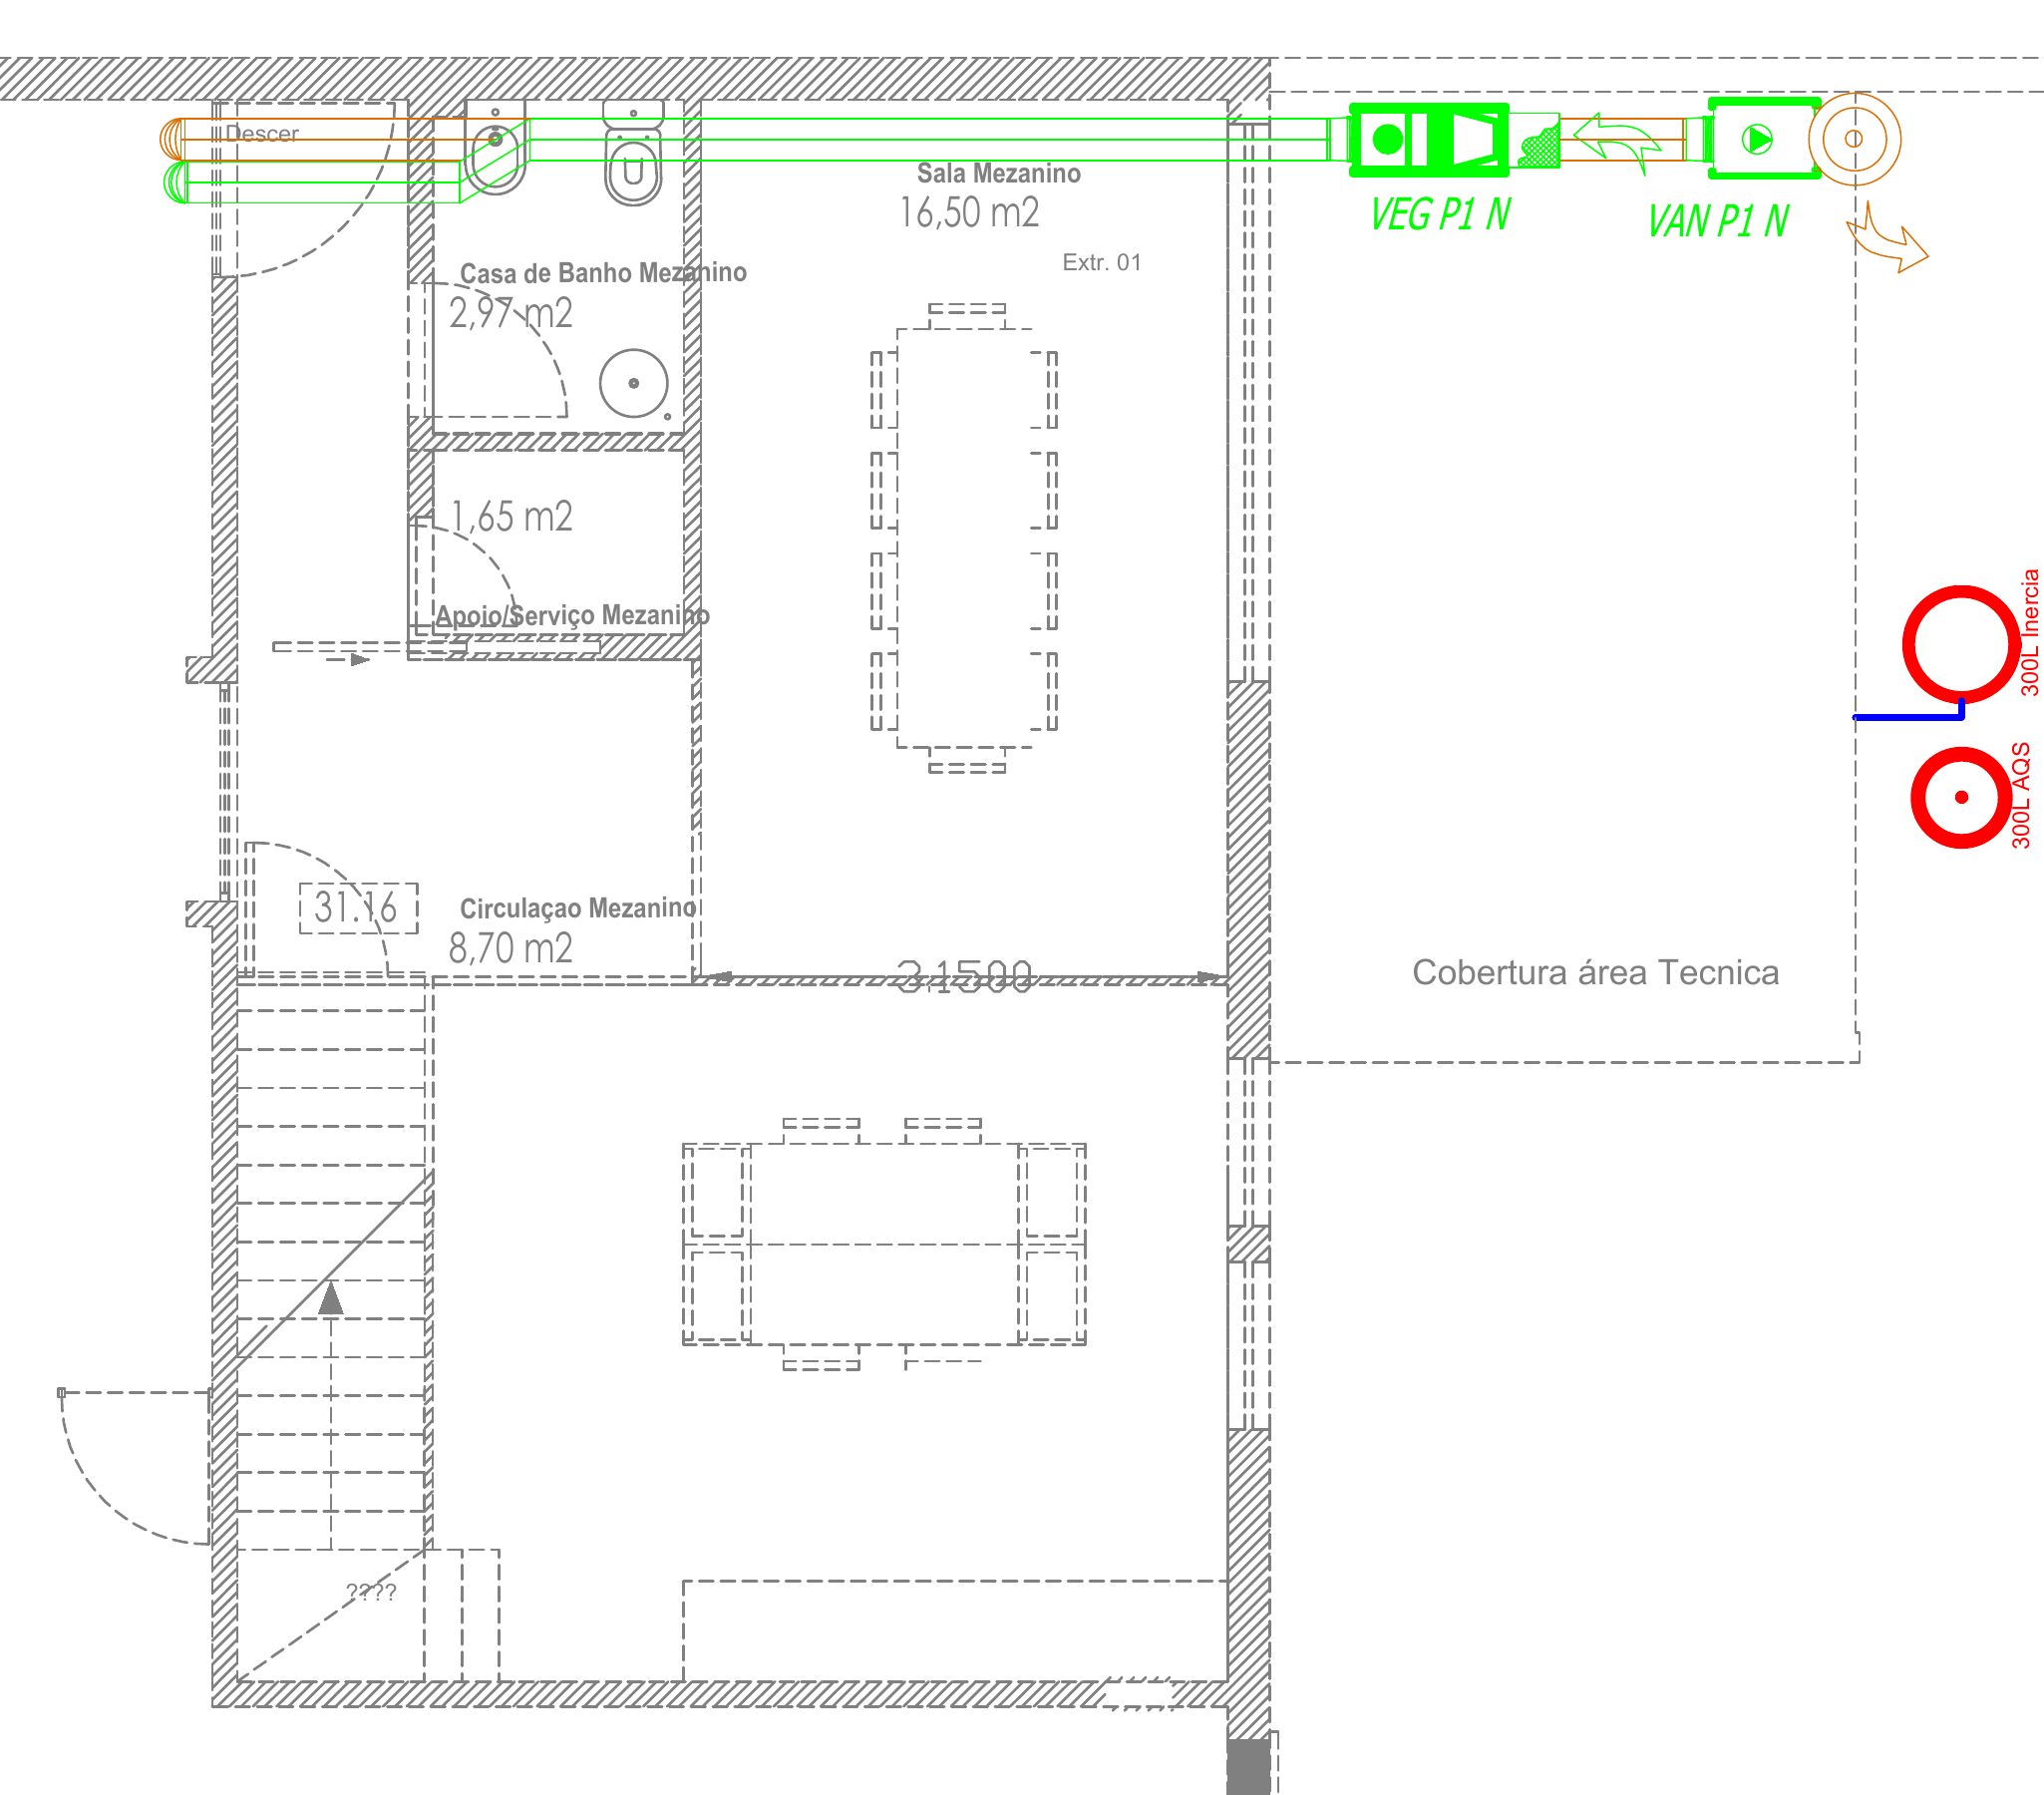 Descer
Sala Mezanino
16,50 m2
VEG P1 N
VAN P1 N
Extr. 01
Casa de Banho Mezanino
2,97 m2
1,65 m2
Apoio/Serviço Mezanino
300L Inercia
300L AQS
31.16
Circulaçao Mezanino
8,70 m2
3.1500
Cobertura área Tecnica
????